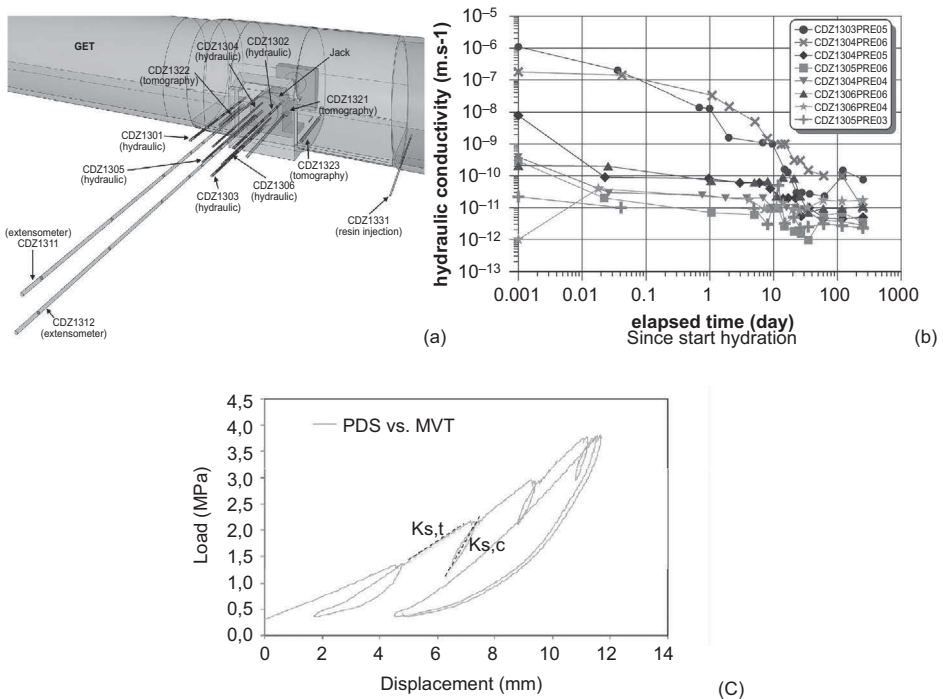 GET
CDZ1304
(hydraulic)
CDZ1302
(hydraulic)
Jack
CDZ1322
(tomography)
CDZ1321
(tomography)
CDZ1301
(hydraulic)
CDZ1305
(hydraulic)
CDZ1303
(hydraulic)
CDZ1306
(hydraulic)
CDZ1323
(tomography)
CDZ1331
(resin injection)
(extensometer)
CDZ1311
CDZ1312
(extensometer)
(a)
hydraulic conductivity (m.s-1)
10−5
10−6
10−7
10−8
10−9
10−10
10−11
10−12
10−13
CDZ1303PRE05
CDZ1304PRE06
CDZ1304PRE05
CDZ1305PRE06
CDZ1304PRE04
CDZ1306PRE06
CDZ1306PRE04
CDZ1305PRE03
0.001 0.01 0.1 1 10 100 1000
elapsed time (day)
Since start hydration
(b)
Load (MPa)
4,5
4,0
3,5
3,0
2,5
2,0
1,5
1,0
0,5
0,0
PDS vs. MVT
Ks,t
Ks,c
0 2 4 6 8 10 12 14
Displacement (mm)
(C)